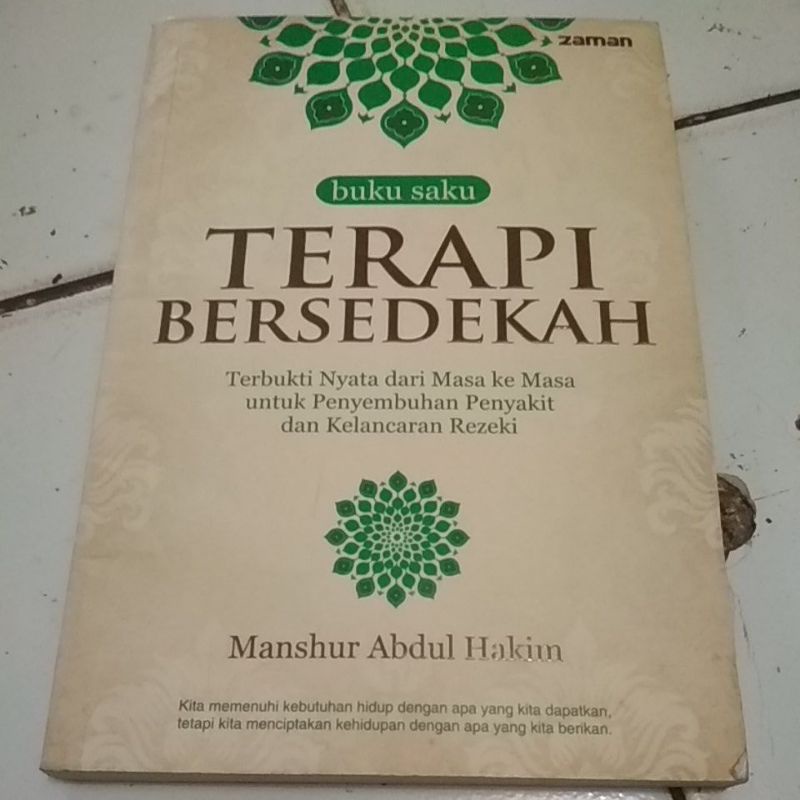 zaman
buku saku
TERAPI
BERSEDEKAH
Terbukti Nyata dari Masa ke Masa
untuk Penyembuhan Penyakit
dan Kelancaran Rezeki
Manshur Abdul Hakim
Kita memenuhi kebutuhan hidup dengan apa yang kita dapatkan,
tetapi kita menciptakan kehidupan dengan apa yang kita berikan.